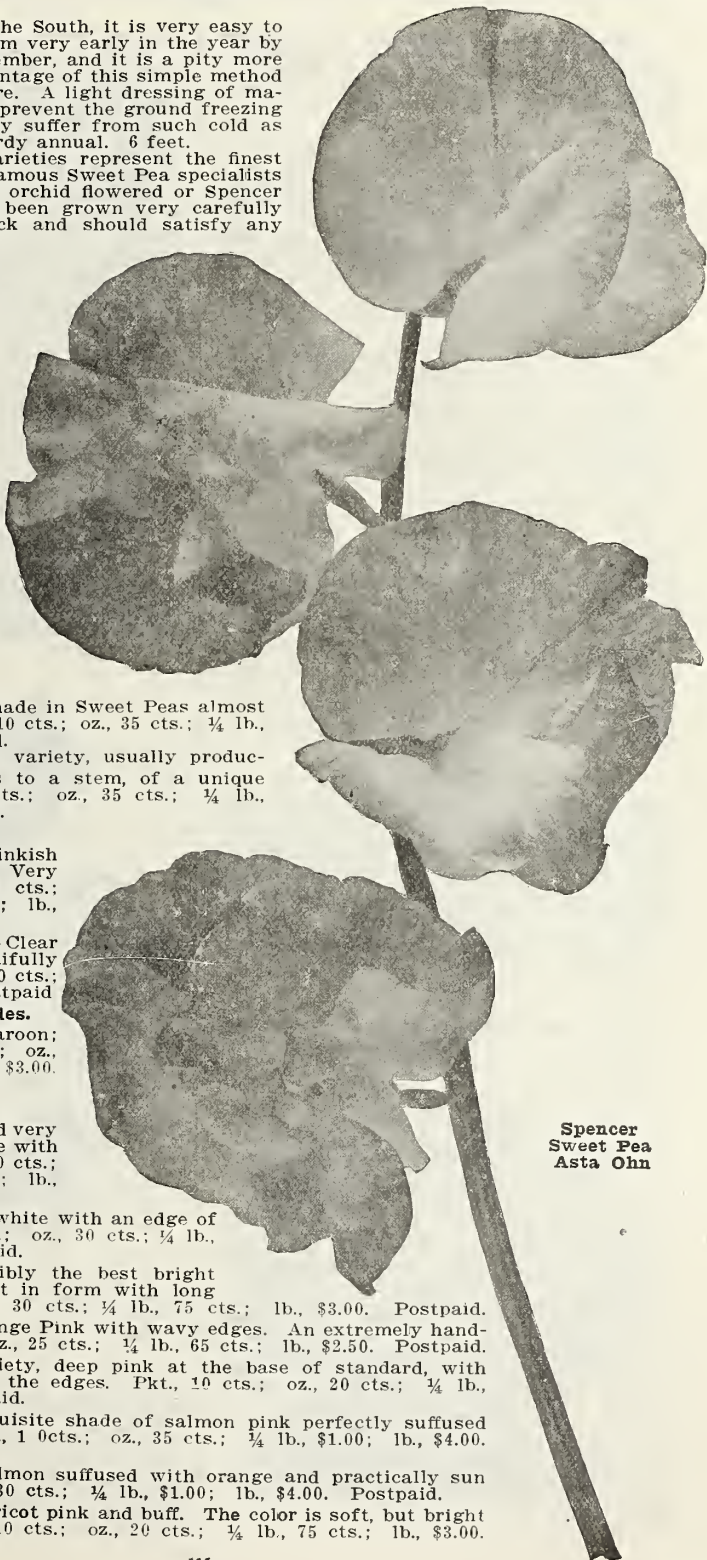 he South, it is very easy to
m very early in the year by
ember, and it is a pity more
ntage of this simple method
re. A light dressing of ma-
prevent the ground freezing
y suffer from such cold as
rdy annual. 6 feet.
arieties represent the finest
amous Sweet Pea specialists
orchid flowered or Spencer
been grown very carefully
ck and should satisfy any
nade in Sweet Peas almost
10 cts.; oz., 35 cts.; ¼ lb.,
l.
variety, usually produc-
s to a stem, of a unique
cts.; oz., 35 cts.; ¼ lb.,
.
inkish
Very
cts.;
; lb.,
Clear
tifully
0 cts.;
stpaid
les.
aroon;
; oz.,
$3.00.
d very
e with
0 cts.;
; lb.,
Spencer
Sweet Pea
Asta Ohn
white with an edge of
.; oz., 30 cts.; ¼ lb.,
id.
ibly the best bright
t in form with long
30 cts.; ¼ lb., 75 cts.; lb., $3.00. Postpaid.
nge Pink with wavy edges. An extremely hand-
z., 25 cts.; ¼ lb., 65 cts.; lb., $2.50. Postpaid.
iety, deep pink at the base of standard, with
the edges. Pkt., 10 cts.; oz., 20 cts.; ¼ lb.,
id.
uisite shade of salmon pink perfectly suffused
., 1 0cts.; oz., 35 cts.; ¼ lb., $1.00; lb., $4.00.
lmon suffused with orange and practically sun
30 cts.; ¼ lb., $1.00; lb., $4.00. Postpaid.
ricot pink and buff. The color is soft, but bright
0 cts.; oz., 20 cts.; ¼ lb., 75 cts.; lb., $3.00.